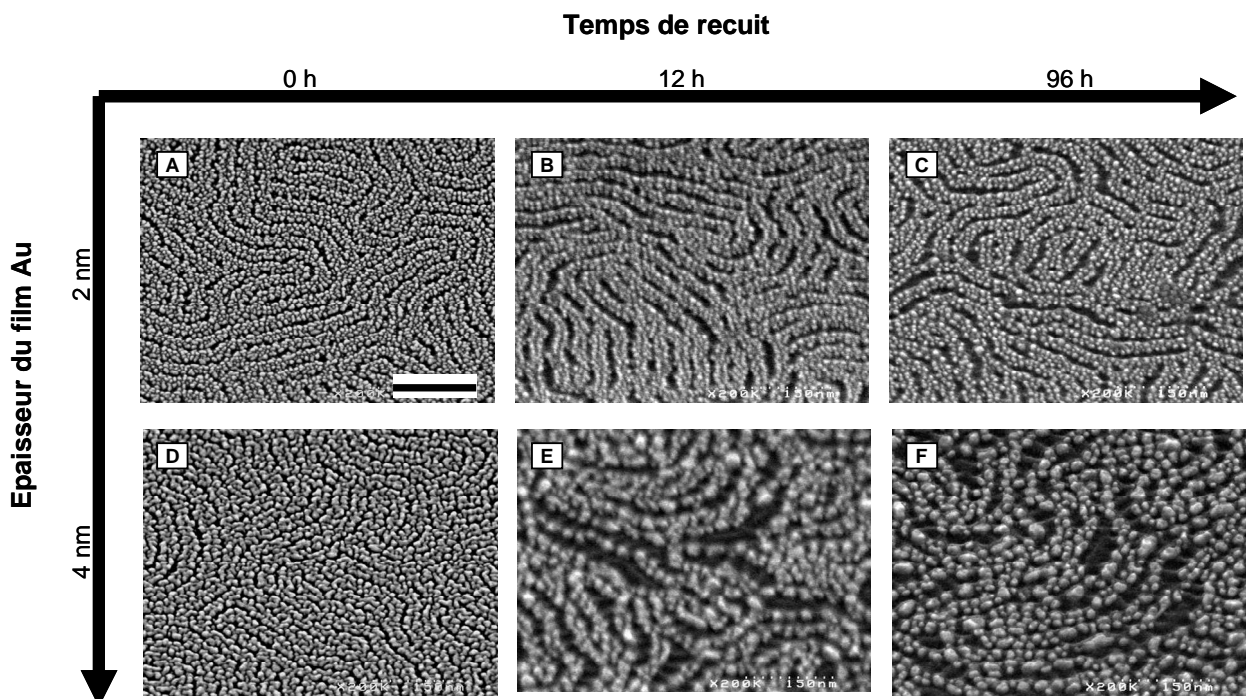 Temps de recuit
0 h
12 h
96 h
Epaisseur du film Au
2 nm
4 nm
A
B
C
X200K
X200K 150nm
X200K 150nm
D
E
F
X200K 150nm
X200K 150nm
X200K 150nm